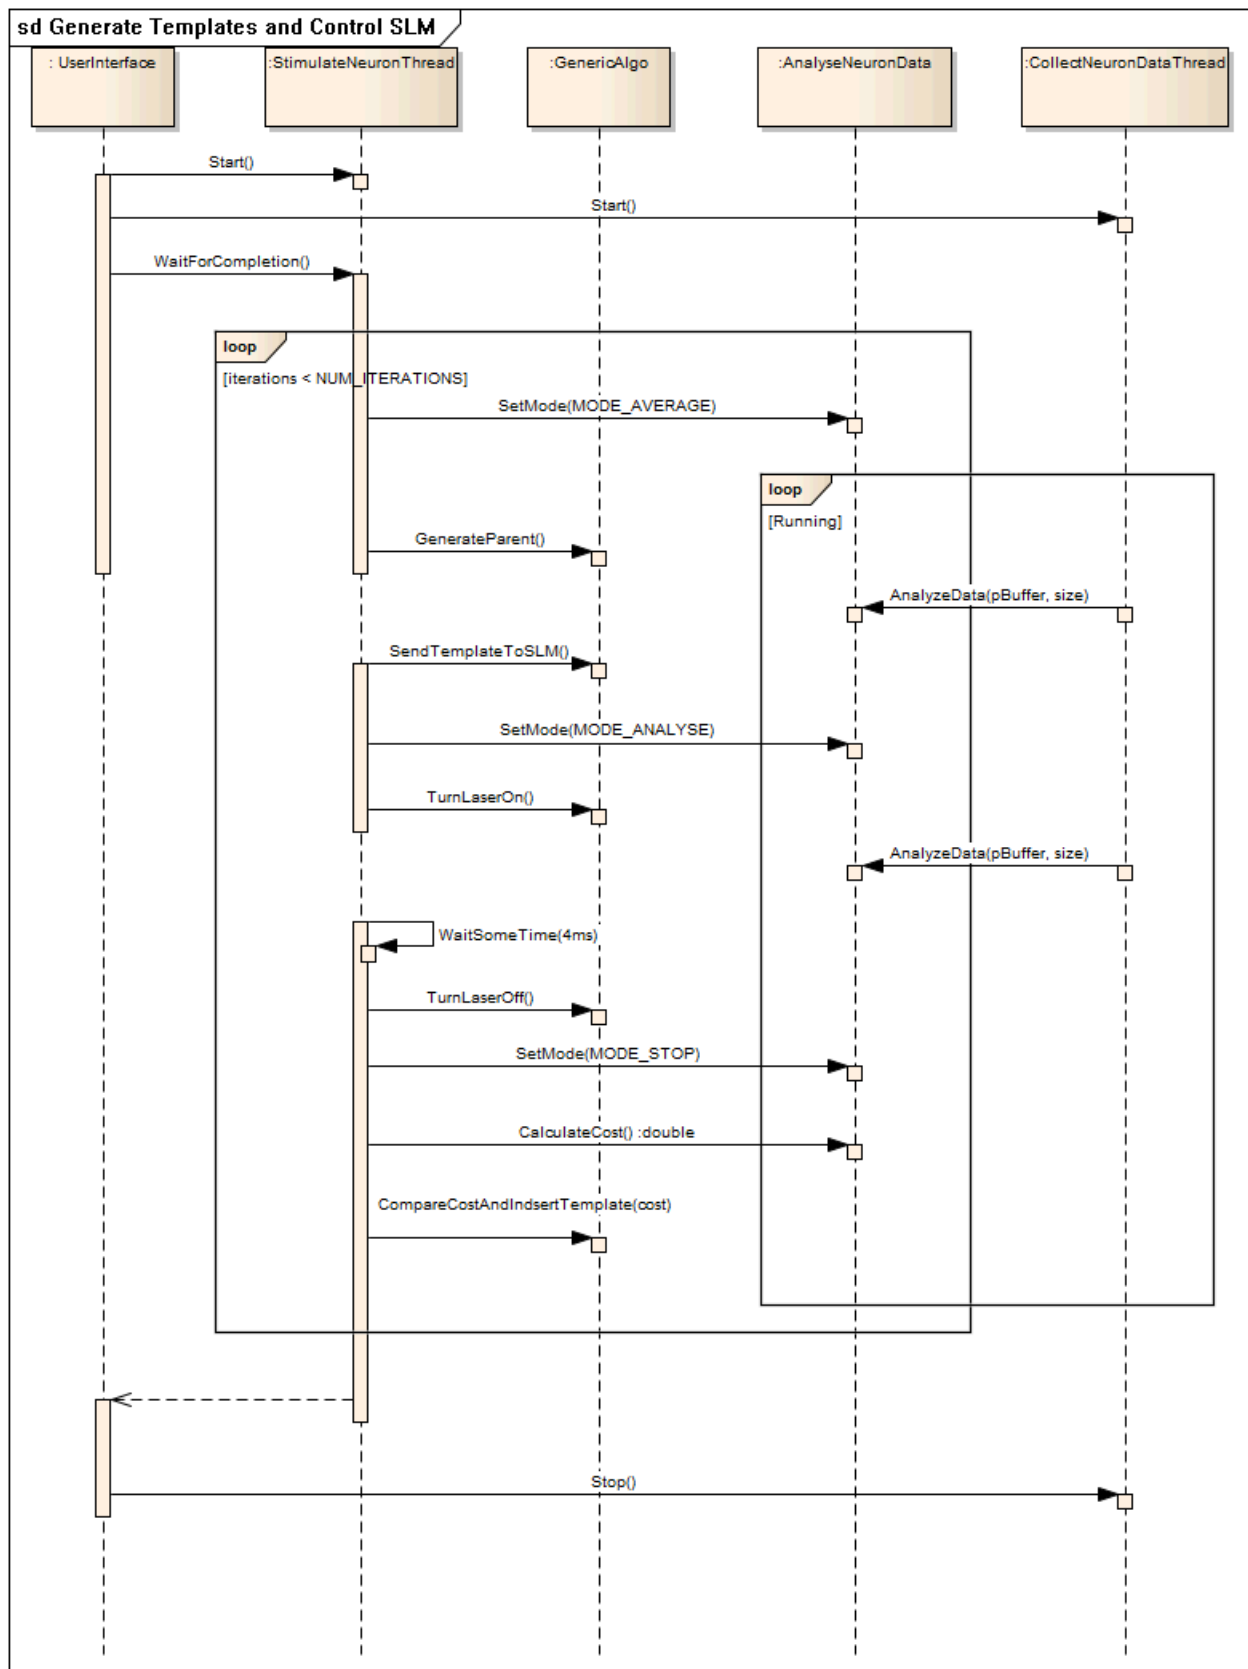 sd Generate Templates and Control SLM
: UserInterface
:StimulateNeuronThread
:GenericAlgo
:AnalyseNeuronData
:CollectNeuronDataThread
Start()
Start()
WaitForCompletion()
loop
[iterations < NUM_ITERATIONS]
SetMode(MODE_AVERAGE)
loop
[Running]
GenerateParent()
AnalyzeData(pBuffer, size)
SendTemplateToSLM()
SetMode(MODE_ANALYSE)
TurnLaserOn()
AnalyzeData(pBuffer, size)
WaitSomeTime(4ms)
TurnLaserOff()
SetMode(MODE_STOP)
CalculateCost() :double
CompareCostAndIndsertTemplate(cost)
Stop()